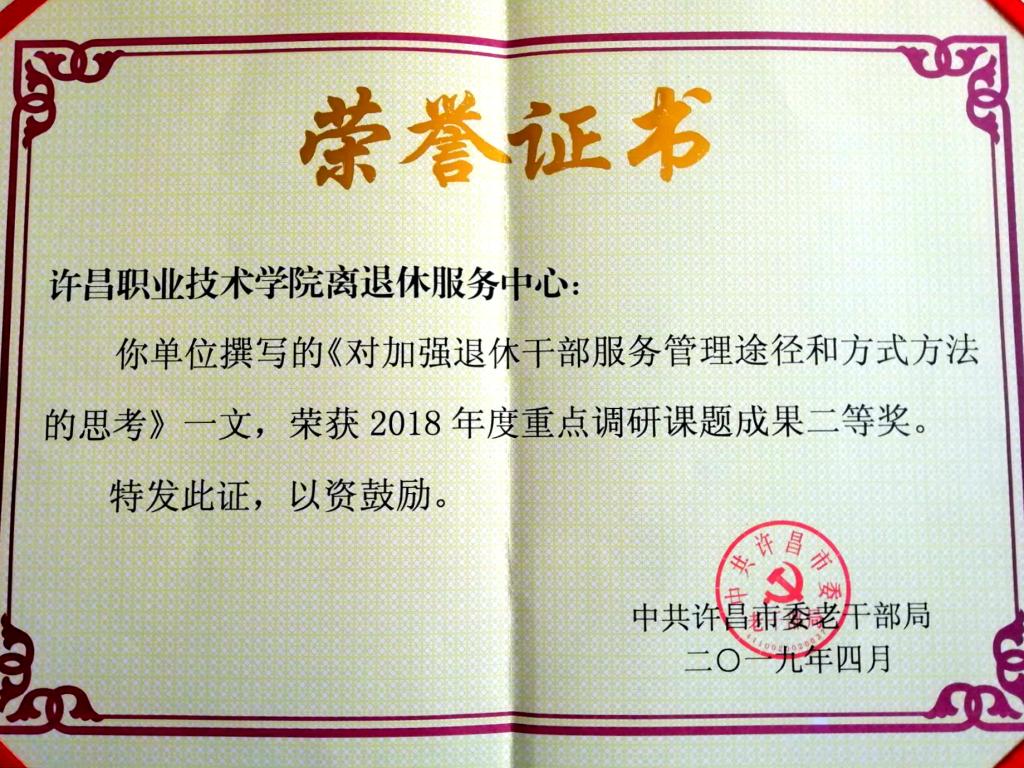 荣誉证书
许昌职业技术学院离退休服务中心：
你单位撰写的《对加强退休干部服务管理途径和方式方法
的思考》一文，荣获 2018 年度重点调研课题成果二等奖。
特发此证，以资鼓励。
中共许昌市委
中共许昌市委老干部局
二〇一九年四月